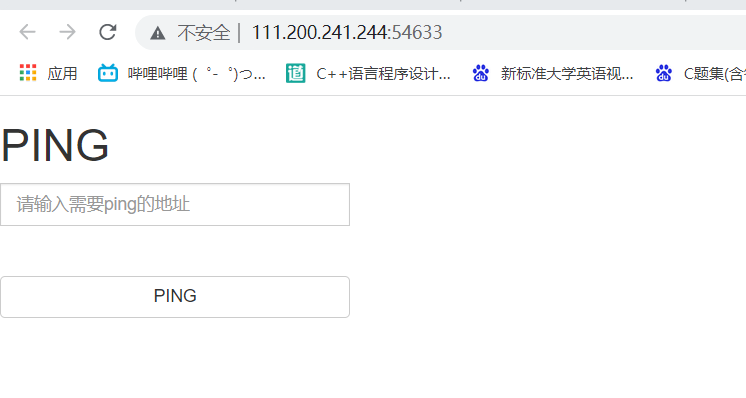 不安全 | 111.200.241.244:54633
应用 哔哩哔哩 (゜-゜)つ... C++语言程序设计... 新标准大学英语视... C题集(含答
PING
请输入需要ping的地址
PING